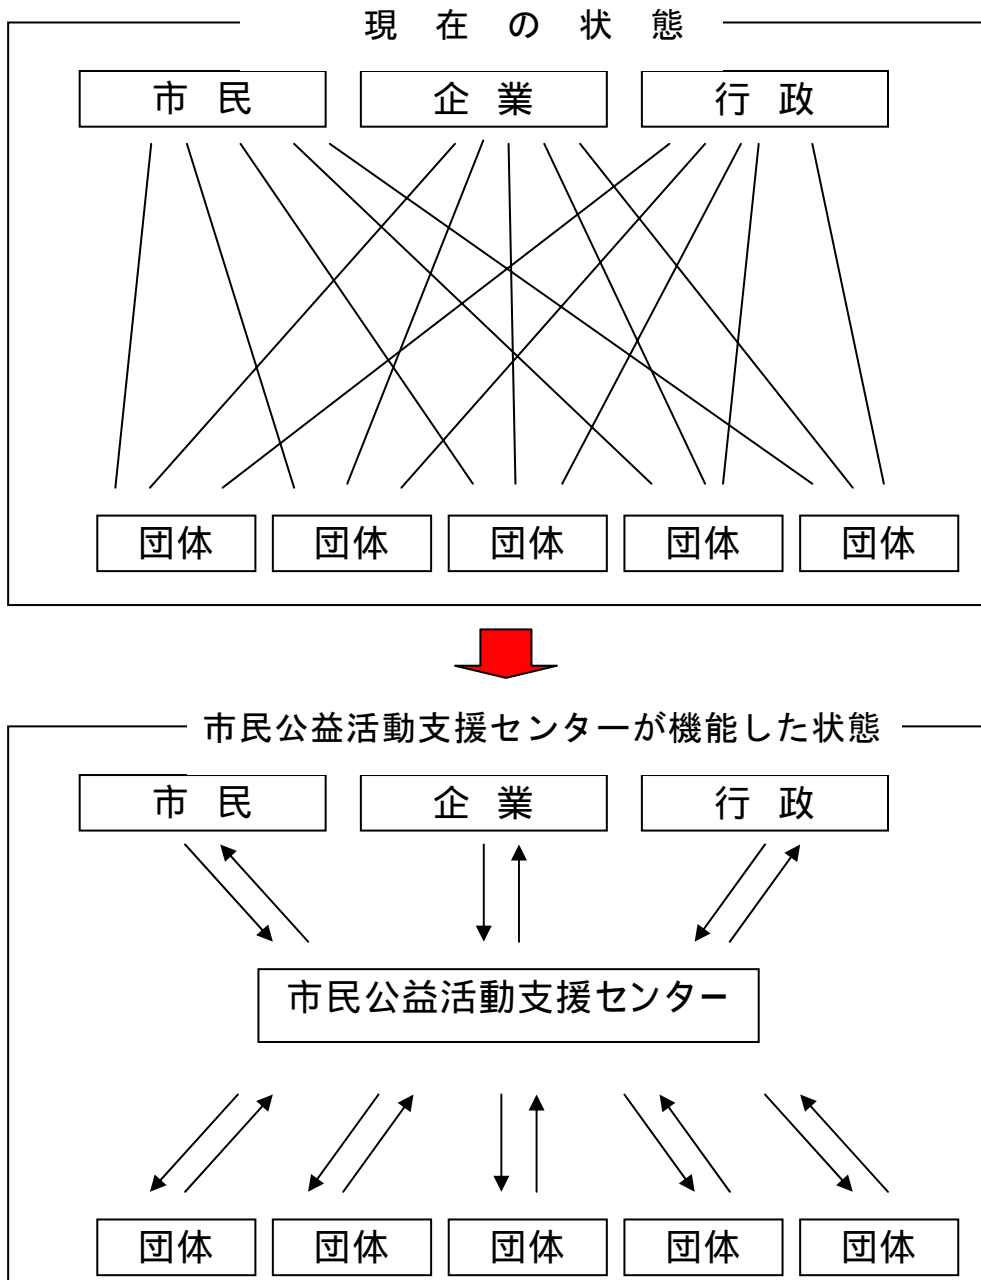 現在の状態
市民 企業 行政
団体 団体 団体 団体 団体
市民公益活動支援センターが機能した状態
市民 企業 行政
市民公益活動支援センター
団体 団体 団体 団体 団体